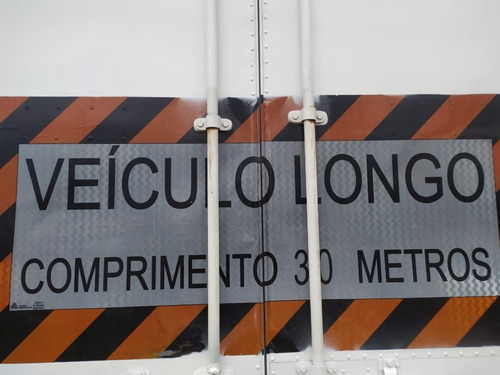 VEÍCULO LONGO
COMPRIMENTO 30 METROS